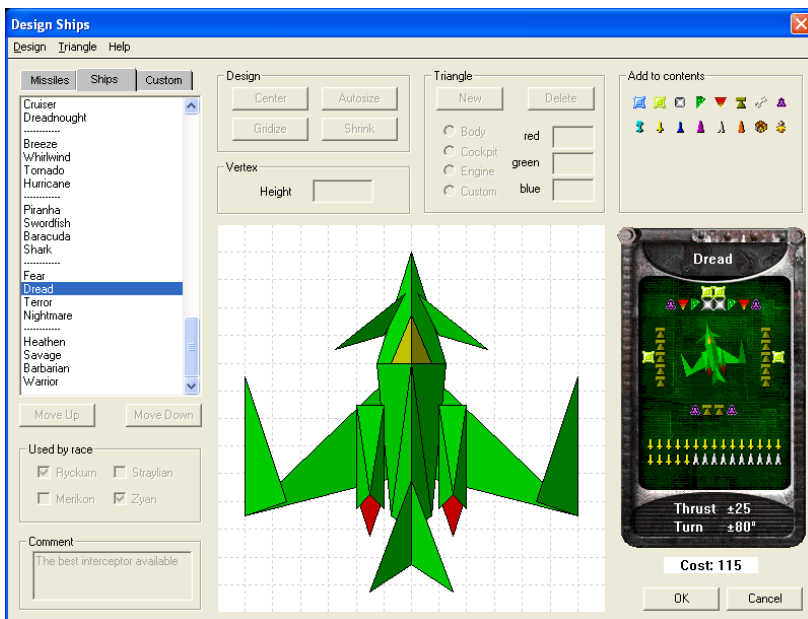 Design Ships
Design Triangle Help
Missiles Ships Custom
Cruiser
Dreadnought
------------
Breeze
Whirlwind
Tornado
Hurricane
------------
Piranha
Swordfish
Baracuda
Shark
------------
Fear
Dread
Terror
Nightmare
------------
Heathen
Savage
Barbarian
Warrior
Move Up Move Down
Used by race
Ryckurn Straylian
Merikon Zyan
Comment
The best interceptor available
Design
Center Autosize
Gridize Shrink
Vertex
Height
Triangle
New Delete
Body
Cockpit
Engine
Custom
red
green
blue
Add to contents
Dread
Thrust ±25
Turn ±80°
Cost: 115
OK Cancel